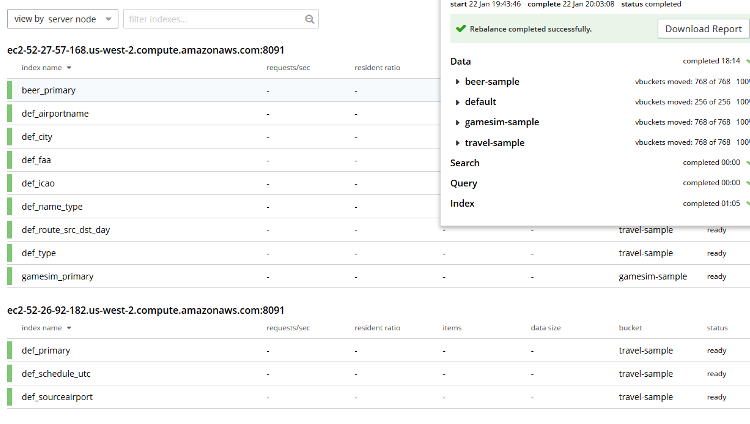 start 22 Jan 19:43:46 complete 22 Jan 20:03:08 status completed
view by server node
filter indexes...
Rebalance completed successfully.
Download Report
ec2-52-27-57-168.us-west-2.compute.amazonaws.com:8091
index name requests/sec resident ratio
beer_primary - -
def_airportname - -
def_city - -
def_faa - -
def_icao - -
def_name_type - -
def_route_src_dst_day - - - - travel-sample ready
def_type - - - - travel-sample ready
gamesim_primary - - - - gamesim-sample ready
Data completed 18:14
beer-sample vbuckets moved: 768 of 768 100%
default vbuckets moved: 256 of 256 100%
gamesim-sample vbuckets moved: 768 of 768 100%
travel-sample vbuckets moved: 768 of 768 100%
Search completed 00:00
Query completed 00:00
Index completed 01:05
ec2-52-26-92-182.us-west-2.compute.amazonaws.com:8091
index name requests/sec resident ratio items data size bucket status
def_primary - - - - travel-sample ready
def_schedule_utc - - - - travel-sample ready
def_sourceairport - - - - travel-sample ready